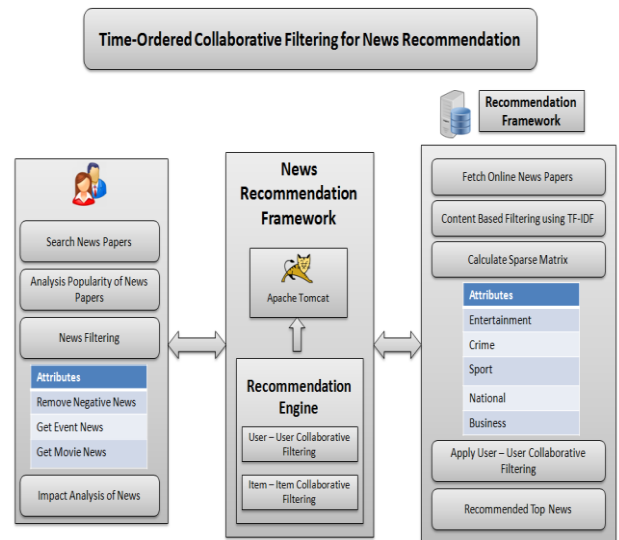 Time-Ordered Collaborative Filtering for News Recommendation
Search News Papers
Analysis Popularity of News
Papers
News Filtering
Attributes
Remove Negative News
Get Event News
Get Movie News
Impact Analysis of News
News
Recommendation
Framework
Apache Tomcat
Recommendation
Engine
User – User Collaborative
Filtering
Item – Item Collaborative
Filtering
Recommendation
Framework
Fetch Online News Papers
Content Based Filtering using TF-IDF
Calculate Sparse Matrix
Attributes
Entertainment
Crime
Sport
National
Business
Apply User – User Collaborative
Filtering
Recommended Top News